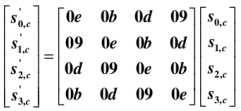 s'0,c = 0e 0b 0d 09 s0,c
s'1,c = 09 0e 0b 0d s1,c
s'2,c = 0d 09 0e 0b s2,c
s'3,c = 0b 0d 09 0e s3,c